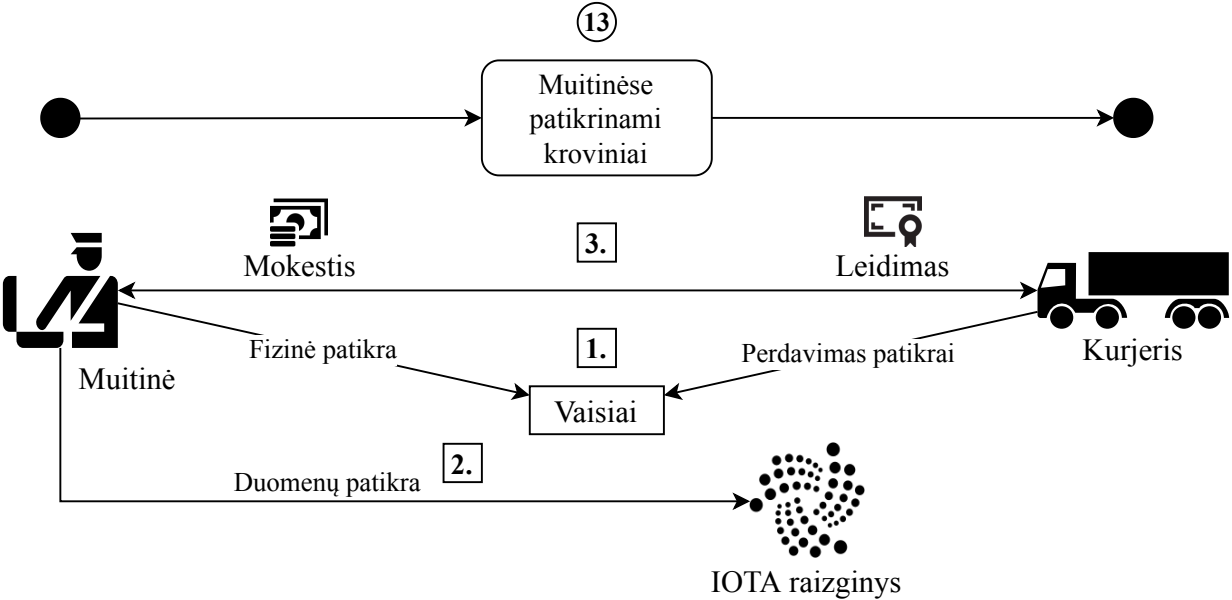 13
Muitinėse
patikrinami
kroviniai
Mokestis
3.
Leidimas
Fizinė patikra
1.
Perdavimas patikrai
Kurjeris
Muitinė
Vaisiai
2.
Duomenų patikra
IOTA raizginys